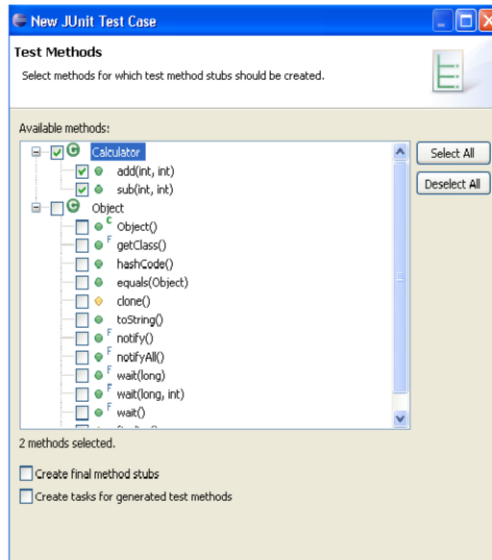 New JUnit Test Case
Test Methods
Select methods for which test method stubs should be created.
Available methods:
Calculator
add(int, int)
sub(int, int)
Object
Object()
getClass()
hashCode()
equals(Object)
clone()
toString()
notify()
notifyAll()
wait(long)
wait(long, int)
wait()
Select All
Deselect All
2 methods selected.
Create final method stubs
Create tasks for generated test methods